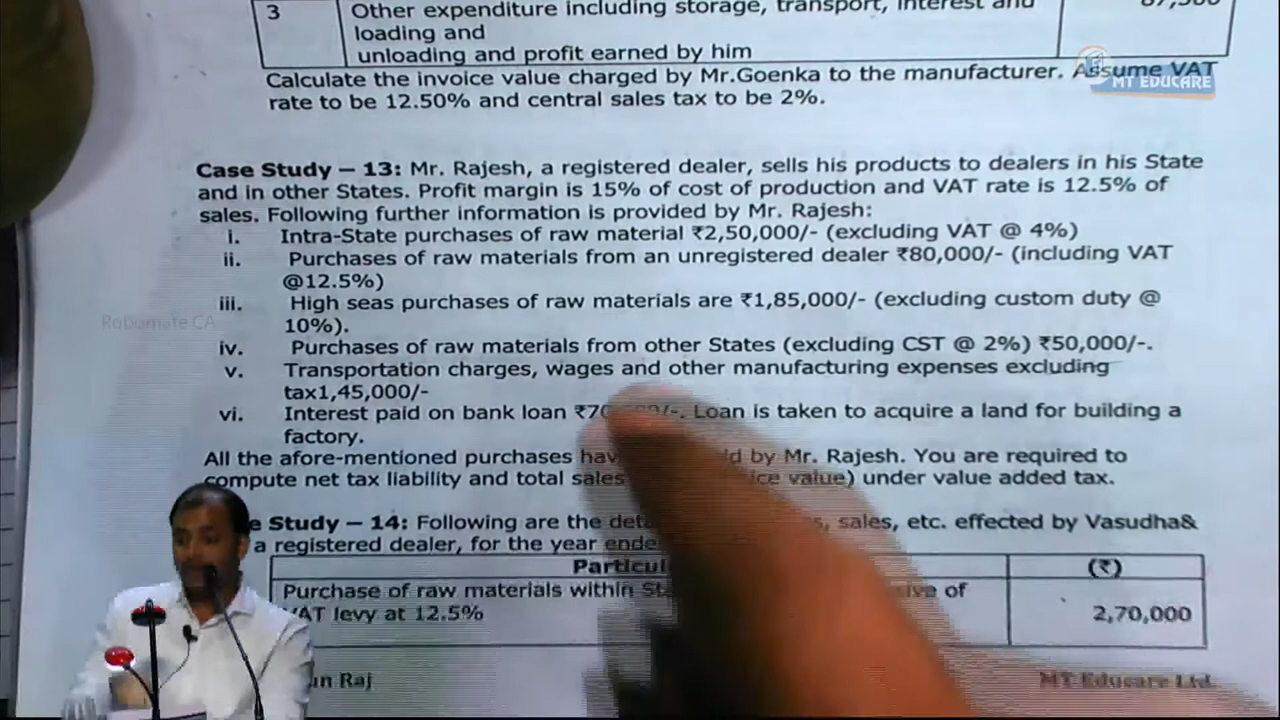 3 Other expenditure including storage, transport, interest and
loading and
unloading and profit earned by him
Calculate the invoice value charged by Mr.Goenka to the manufacturer. Assume VAT
MT EDUCARE
rate to be 12.50% and central sales tax to be 2%.
Case Study – 13: Mr. Rajesh, a registered dealer, sells his products to dealers in his State
and in other States. Profit margin is 15% of cost of production and VAT rate is 12.5% of
sales. Following further information is provided by Mr. Rajesh:
i. Intra-State purchases of raw material ₹2,50,000/- (excluding VAT @ 4%)
ii. Purchases of raw materials from an unregistered dealer ₹80,000/- (including VAT
@12.5%)
iii. High seas purchases of raw materials are ₹1,85,000/- (excluding custom duty @
10%).
Robomate CA
iv. Purchases of raw materials from other States (excluding CST @ 2%) ₹50,000/-.
v. Transportation charges, wages and other manufacturing expenses excluding
tax1,45,000/-
vi. Interest paid on bank loan Loan is taken to acquire a land for building a
factory.
All the afore-mentioned purchases by Mr. Rajesh. You are required to
compute net tax liability and total sales value) under value added tax.
Study – 14: Following are the sales, etc. effected by Vasudha&
a registered dealer, for the year
(₹)
Purchase of raw materials within of
VAT levy at 12.5% 2,70,000
Raj MT Educare Ltd.